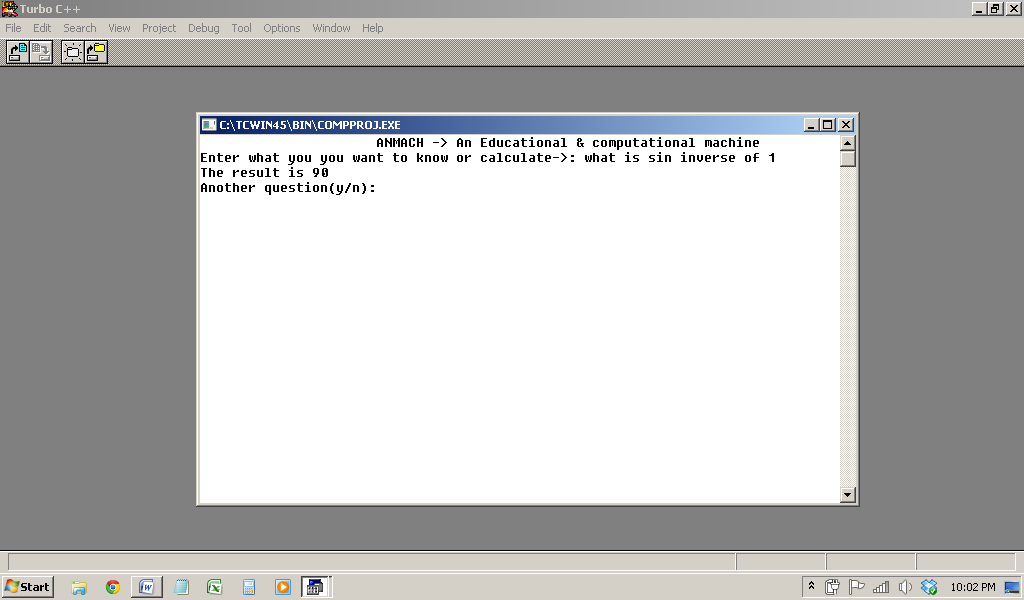 Turbo C++
File Edit Search View Project Debug Tool Options Window Help
C:\TCWIN45\BIN\COMPPROJ.EXE
ANMACH -> An Educational & computational machine
Enter what you you want to know or calculate->: what is sin inverse of 1
The result is 90
Another question(y/n):
Start
10:02 PM